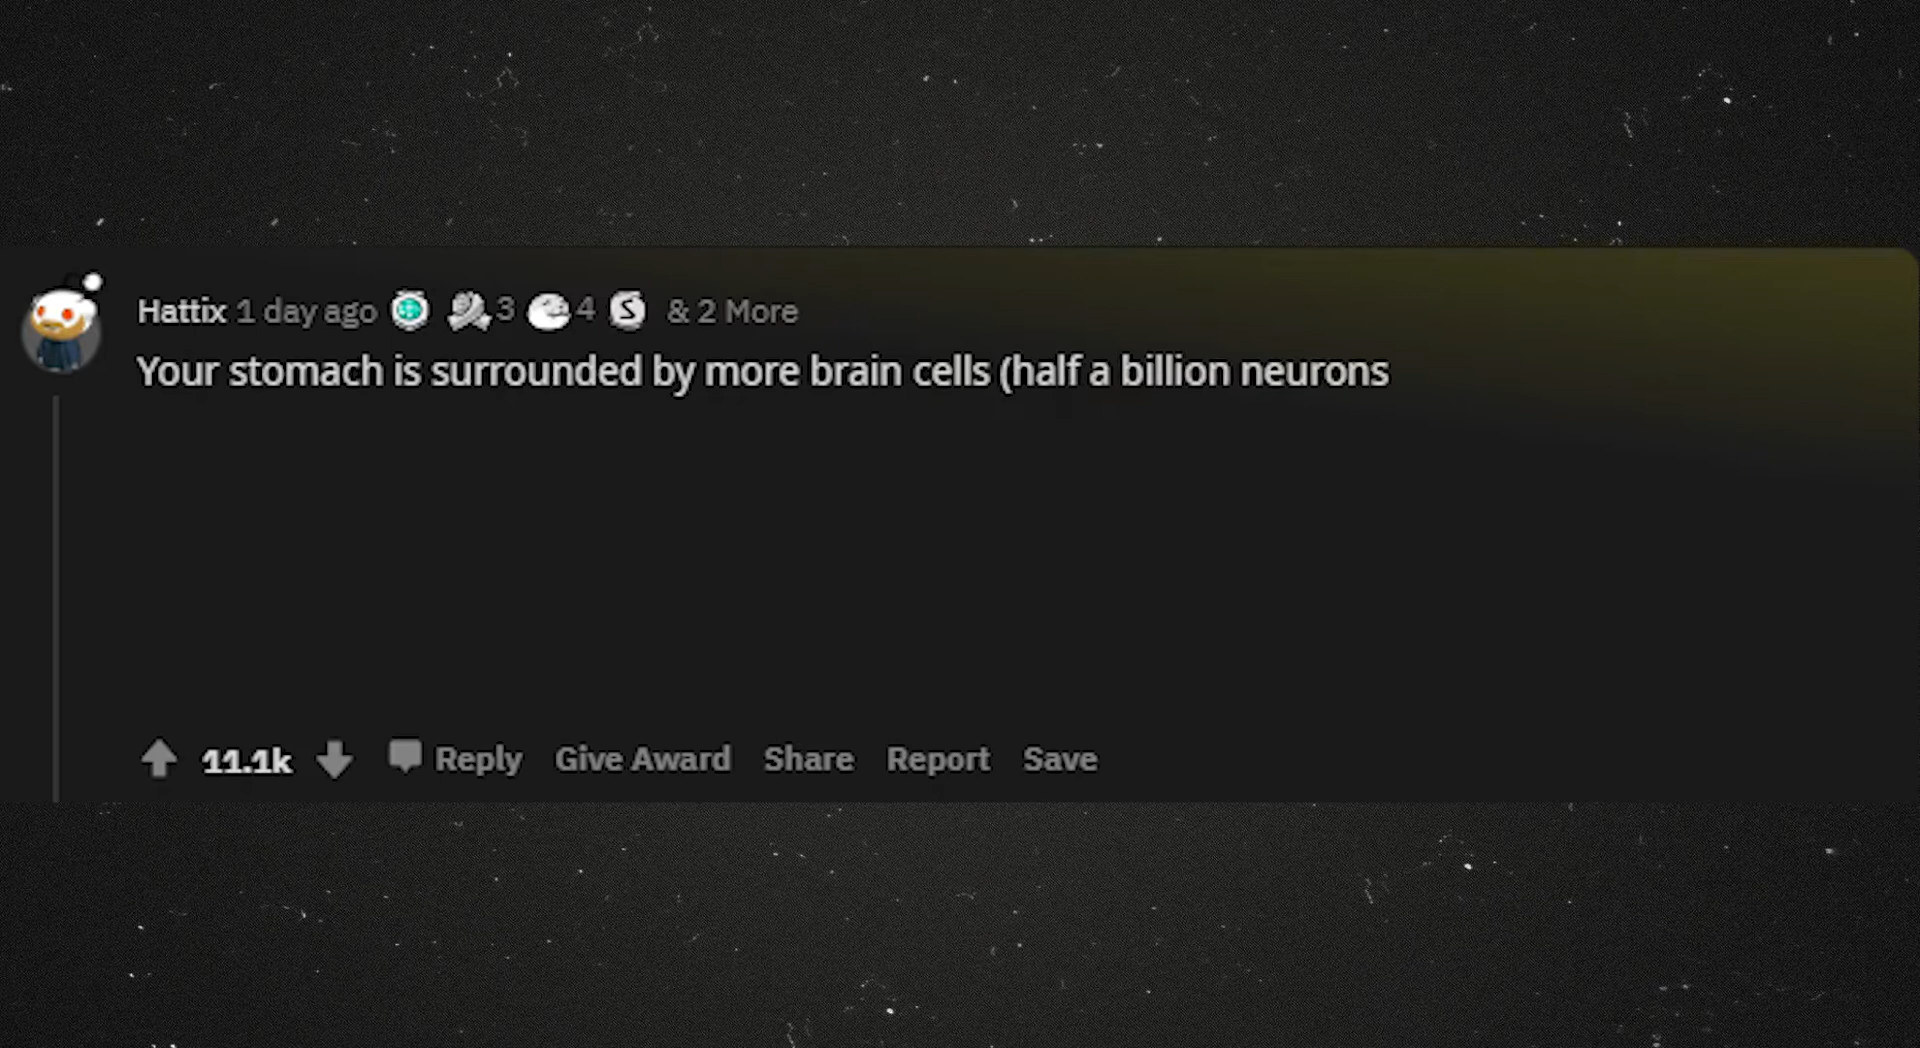 Hattix 1 day ago 3 4 S & 2 More
Your stomach is surrounded by more brain cells (half a billion neurons
11.1k Reply Give Award Share Report Save